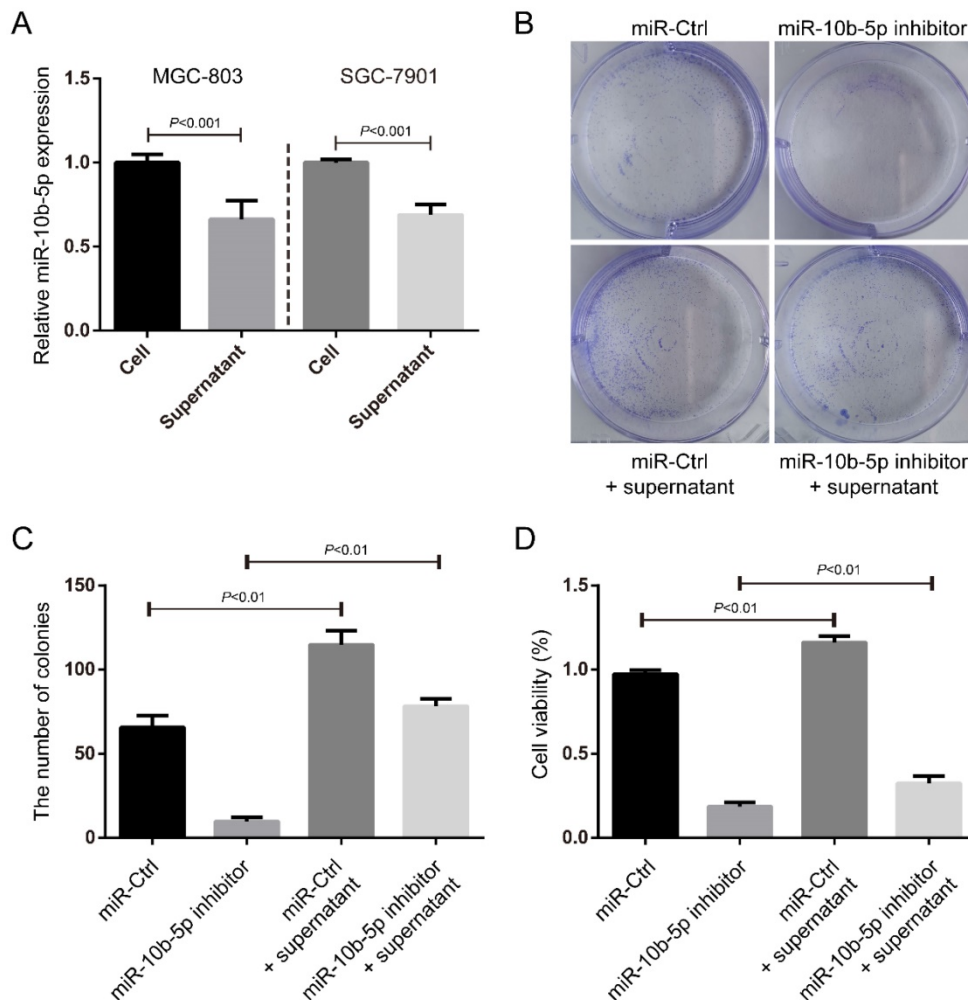 A
MGC-803 SGC-7901
Relative miR-10b-5p expression
1.5
1.0
0.5
0.0
P<0.001
P<0.001
Cell
Supernatant
Cell
Supernatant
B
miR-Ctrl miR-10b-5p inhibitor
miR-Ctrl
+ supernatant
miR-10b-5p inhibitor
+ supernatant
C
The number of colonies
150
100
50
0
P<0.01
P<0.01
miR-Ctrl
miR-10b-5p inhibitor
miR-Ctrl
+ supernatant
miR-10b-5p inhibitor
+ supernatant
D
Cell viability (%)
1.5
1.0
0.5
0.0
P<0.01
P<0.01
miR-Ctrl
miR-10b-5p inhibitor
miR-Ctrl
+ supernatant
miR-10b-5p inhibitor
+ supernatant